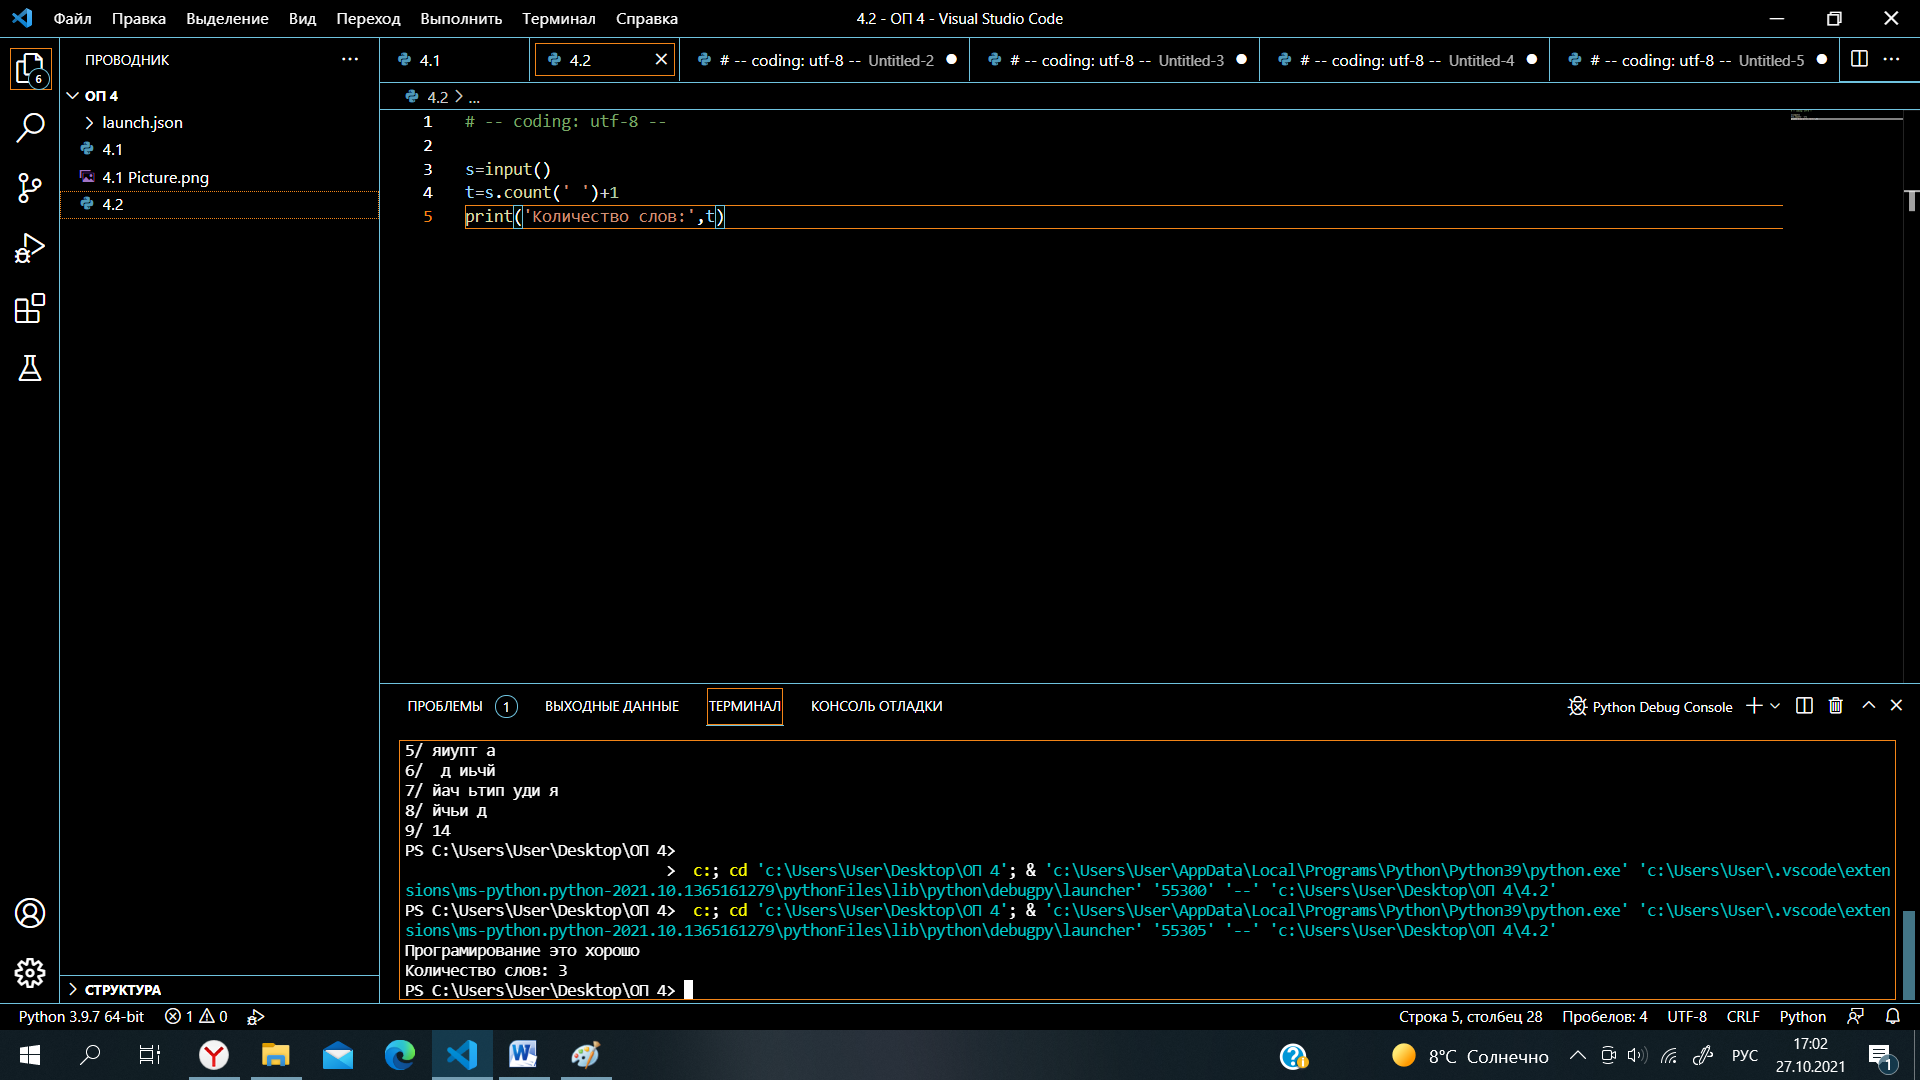 Файл Правка Выделение Вид Переход Выполнить Терминал Справка 4.2 - ОП 4 - Visual Studio Code
ПРОВОДНИК ... 4.1 4.2 # -- coding: utf-8 -- Untitled-2 # -- coding: utf-8 -- Untitled-3 # -- coding: utf-8 -- Untitled-4 # -- coding: utf-8 -- Untitled-5 ...
6
ОП 4
launch.json
4.1
4.1 Picture.png
4.2
4.2 > ...
1 # -- coding: utf-8 --
2
3 s=input()
4 t=s.count(' ')+1
5 print('Количество слов:',t)
ПРОБЛЕМЫ 1 ВЫХОДНЫЕ ДАННЫЕ ТЕРМИНАЛ КОНСОЛЬ ОТЛАДКИ Python Debug Console
5/ яиупт а
6/  д иьчй
7/ йач ьтип уди я
8/ йчьи д
9/ 14
PS C:\Users\User\Desktop\ОП 4>
> c:; cd 'c:\Users\User\Desktop\ОП 4'; & 'c:\Users\User\AppData\Local\Programs\Python\Python39\python.exe' 'c:\Users\User\.vscode\exten
sions\ms-python.python-2021.10.1365161279\pythonFiles\lib\python\debugpy\launcher' '55300' '--' 'c:\Users\User\Desktop\ОП 4\4.2'
PS C:\Users\User\Desktop\ОП 4>  c:; cd 'c:\Users\User\Desktop\ОП 4'; & 'c:\Users\User\AppData\Local\Programs\Python\Python39\python.exe' 'c:\Users\User\.vscode\exten
sions\ms-python.python-2021.10.1365161279\pythonFiles\lib\python\debugpy\launcher' '55305' '--' 'c:\Users\User\Desktop\ОП 4\4.2'
Програмирование это хорошо
Количество слов: 3
PS C:\Users\User\Desktop\ОП 4>
СТРУКТУРА
Python 3.9.7 64-bit 1 0 Строка 5, столбец 28 Пробелов: 4 UTF-8 CRLF Python
8°C Солнечно РУС 17:02
27.10.2021 1